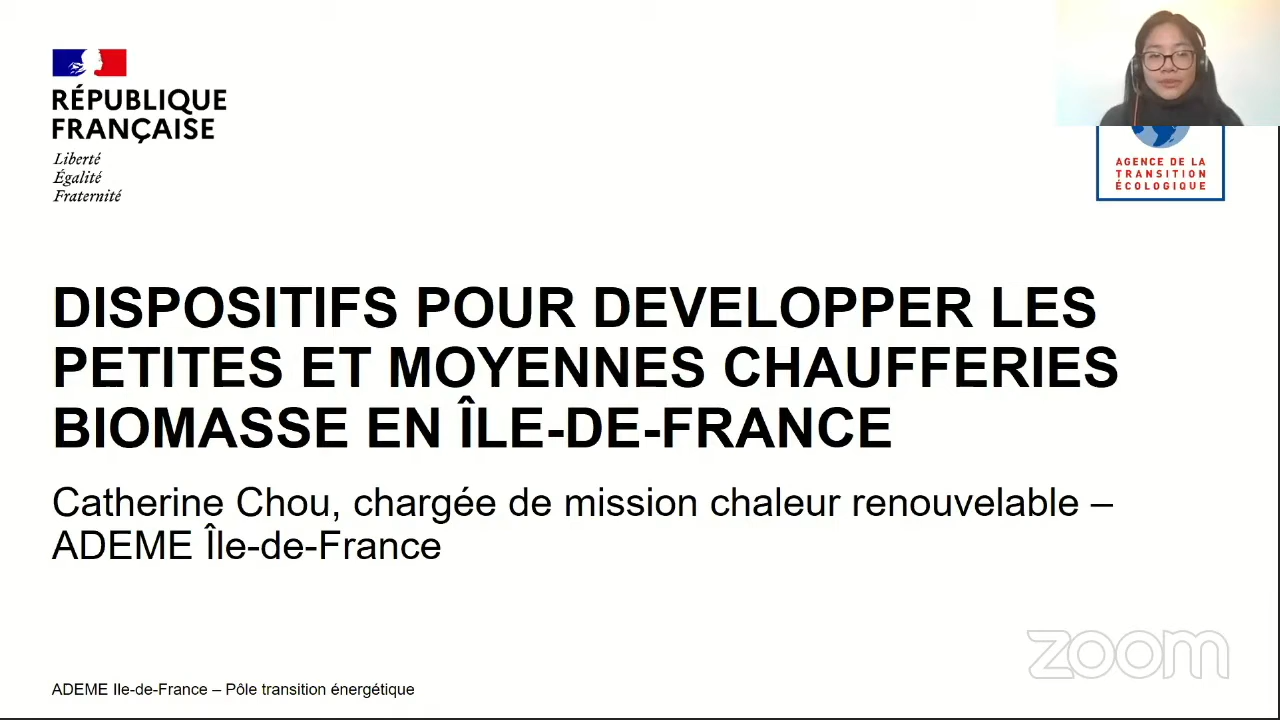 RÉPUBLIQUE
FRANÇAISE
Liberté
Égalité
Fraternité
AGENCE DE LA
TRANSITION
ÉCOLOGIQUE
DISPOSITIFS POUR DEVELOPPER LES
PETITES ET MOYENNES CHAUFFERIES
BIOMASSE EN ÎLE-DE-FRANCE
Catherine Chou, chargée de mission chaleur renouvelable –
ADEME Île-de-France
zoom
ADEME Ile-de-France – Pôle transition énergétique